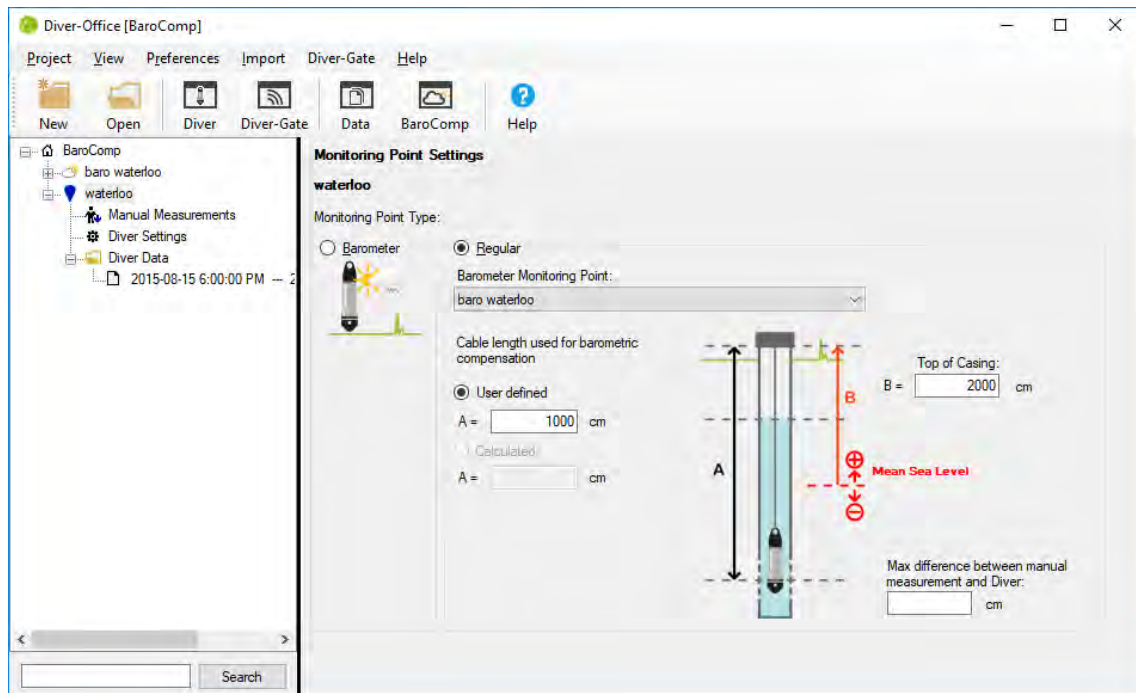 Diver-Office [BaroComp]
Project View Preferences Import Diver-Gate Help
New Open Diver Diver-Gate Data BaroComp Help
BaroComp
baro waterloo
waterloo
Manual Measurements
Diver Settings
Diver Data
2015-08-15 6:00:00 PM --- 2
Search
Monitoring Point Settings
waterloo
Monitoring Point Type:
Barometer
Regular
Barometer Monitoring Point:
baro waterloo
Cable length used for barometric
compensation
User defined
A = 1000 cm
Calculated
A = cm
A
B
Mean Sea Level
Top of Casing:
B = 2000 cm
Max difference between manual
measurement and Diver:
cm